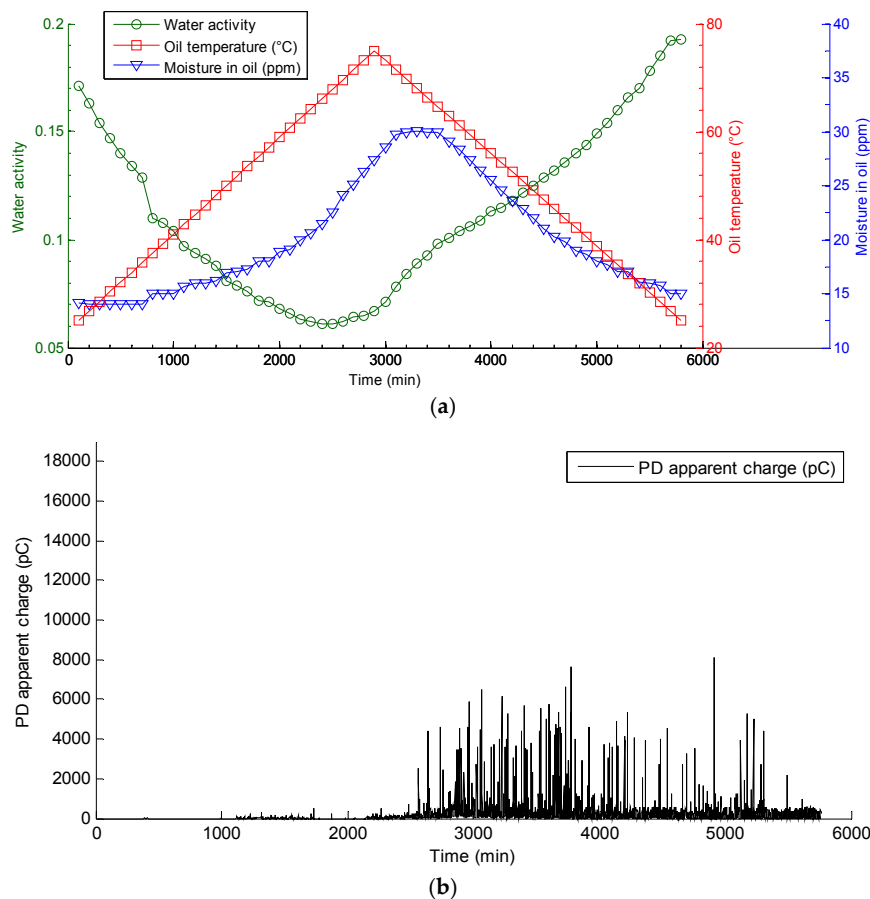 0.2
0.15
0.1
0.05
Water activity
Water activity
Oil temperature (°C)
Moisture in oil (ppm)
80
60
40
20
Oil temperature (°C)
40
35
30
25
20
15
10
Moisture in oil (ppm)
0 1000 2000 3000 4000 5000 6000
Time (min)
(a)
18000
16000
14000
12000
10000
8000
6000
4000
2000
0
PD apparent charge (pC)
PD apparent charge (pC)
0 1000 2000 3000 4000 5000 6000
Time (min)
(b)